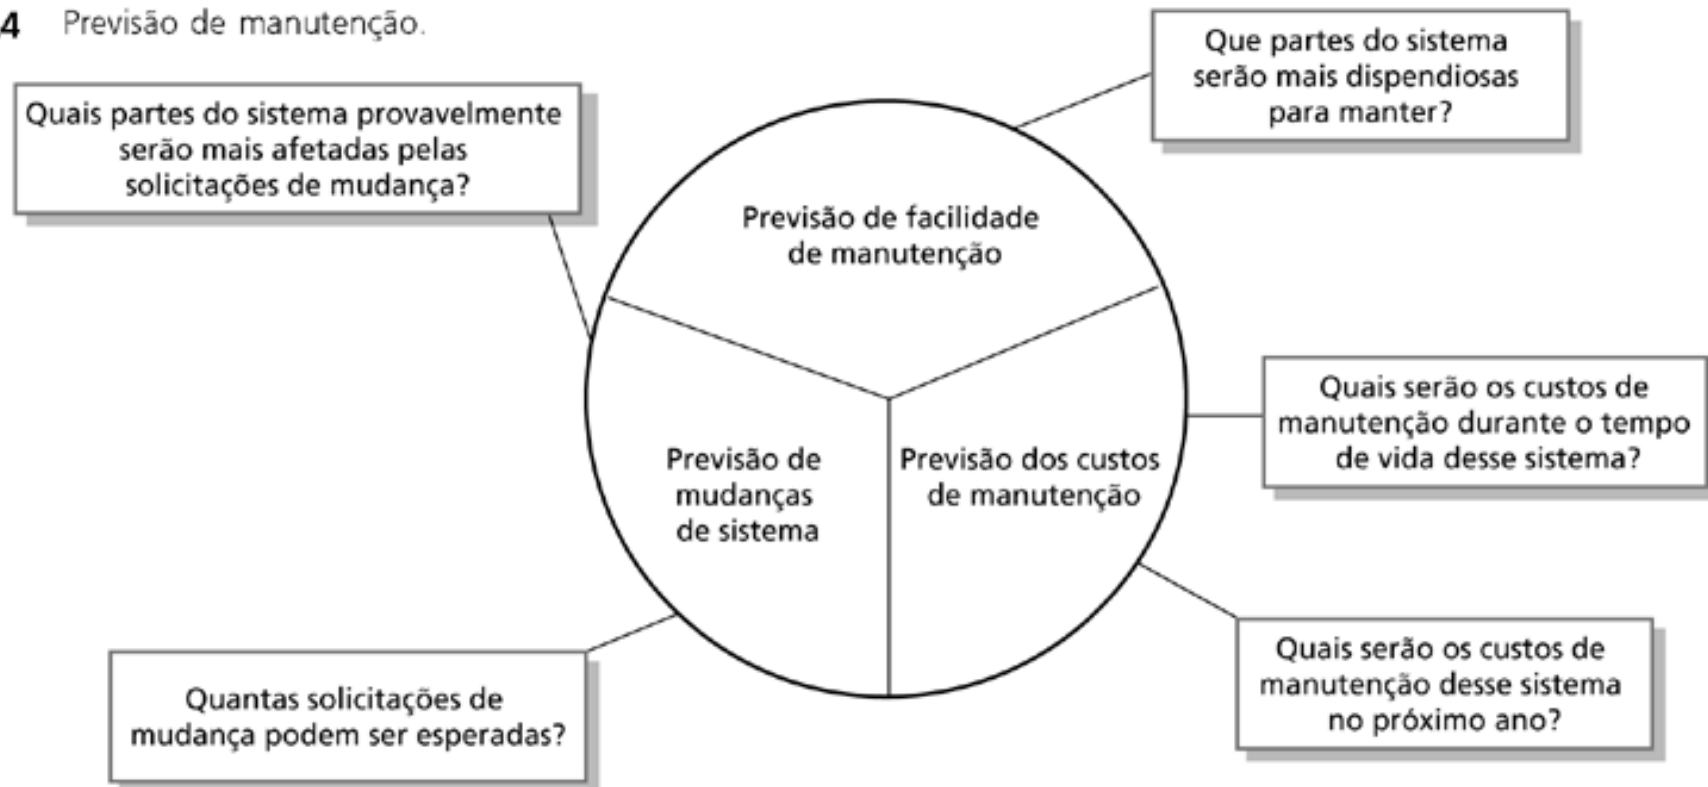 4 Previsão de manutenção.
Que partes do sistema
serão mais dispendiosas
para manter?
Quais partes do sistema provavelmente
serão mais afetadas pelas
solicitações de mudança?
Previsão de facilidade
de manutenção
Quais serão os custos de
manutenção durante o tempo
de vida desse sistema?
Previsão de
mudanças
de sistema
Previsão dos custos
de manutenção
Quais serão os custos de
manutenção desse sistema
no próximo ano?
Quantas solicitações de
mudança podem ser esperadas?